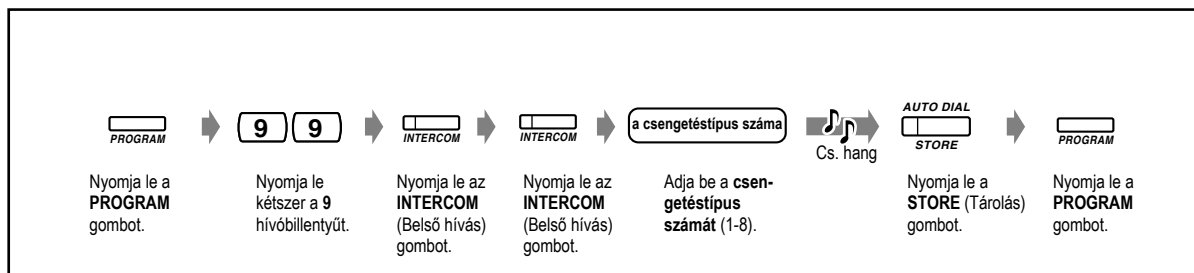 PROGRAM
9 9
INTERCOM
INTERCOM
a csengetéstípus száma
Cs. hang
AUTO DIAL
STORE
PROGRAM
Nyomja le a
PROGRAM
gombot.
Nyomja le
kétszer a 9
hívóbillentyűt.
Nyomja le az
INTERCOM
(Belső hívás)
gombot.
Nyomja le az
INTERCOM
(Belső hívás)
gombot.
Adja be a csen-
getéstípus
számát (1-8).
Nyomja le a
STORE (Tárolás)
gombot.
Nyomja le a
PROGRAM
gombot.